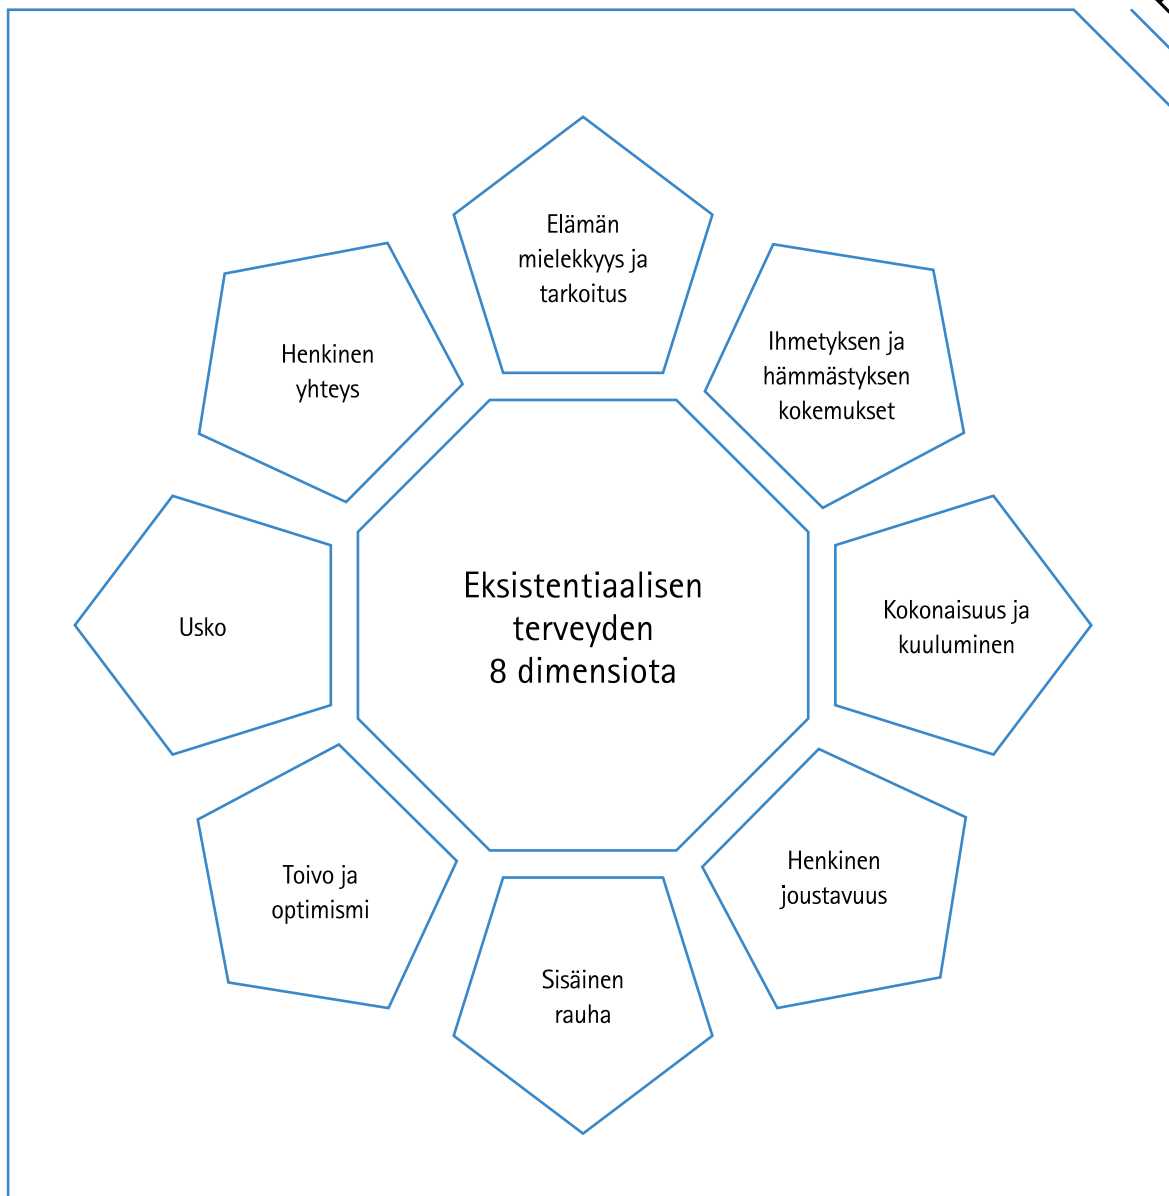 Elämän
mielekkyys ja
tarkoitus
Ihmetyksen ja
hämmästyksen
kokemukset
Kokonaisuus ja
kuuluminen
Henkinen
joustavuus
Sisäinen
rauha
Toivo ja
optimismi
Usko
Henkinen
yhteys
Eksistentiaalisen
terveyden
8 dimensiota